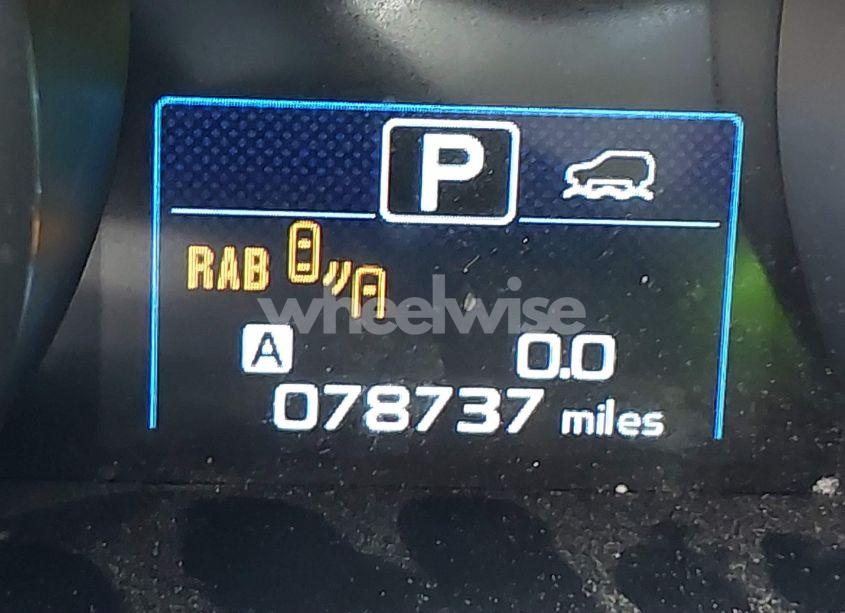 P
RAB
wheelwise
A 0.0
078737 miles